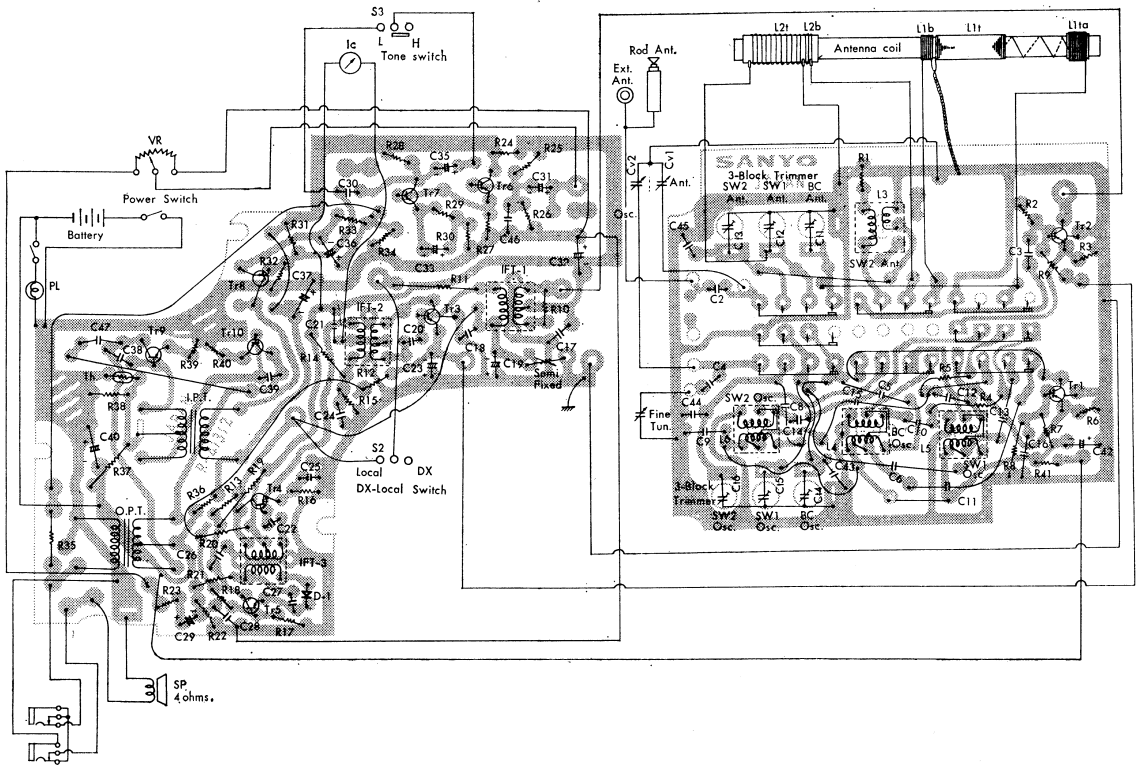 S3
L
H
Tone switch
Ic
VR
Power Switch
Battery
PL
R28
C35
R24
R25
C30
Tr7
Tr6
C31
R29
R26
R31
R33
C36
R34
R30
R27
C46
C33
R32
Tr8
C37
R11
IFT-1
IFT-2
C21
Tr3
C20
R10
C18
C17
C19
Semi
Fixed
R14
R12
C23
R15
C24
C47
Tr9
C38
Tr10
R39
R40
C39
Th
R38
I.P.T.
C40
R37
R36
R13
R19
Tr4
C25
R16
S2
Local
DX
DX-Local Switch
O.P.T.
R35
R20
C22
C26
IFT-3
R21
R18
C27
D-1
R23
C29
R22
C28
Tr5
R17
SP
4 ohms.
L2t
L2b
Antenna coil
L1b
L1t
L1ta
Rod Ant.
Ext.
Ant.
Cv2
Cv1
Ant.
Osc.
SANYO
3-Block Trimmer
SW2
Ant.
SW1
Ant.
BC
Ant.
C13
C12
C11
R1
L3
SW2 Ant.
R2
Tr2
C3
R3
R9
C45
C2
C4
C44
C9
Fine
Tun.
SW2 Osc.
L6
C8
C14
L4
BC
Osc.
R5
R4
C12
C13
L5
SW1
Osc
Tr1
R6
R7
C16
R41
C42
C43
C6
C11
3-Block
Trimmer
C16
C15
C14
SW2
Osc.
SW1
Osc.
BC
Osc.